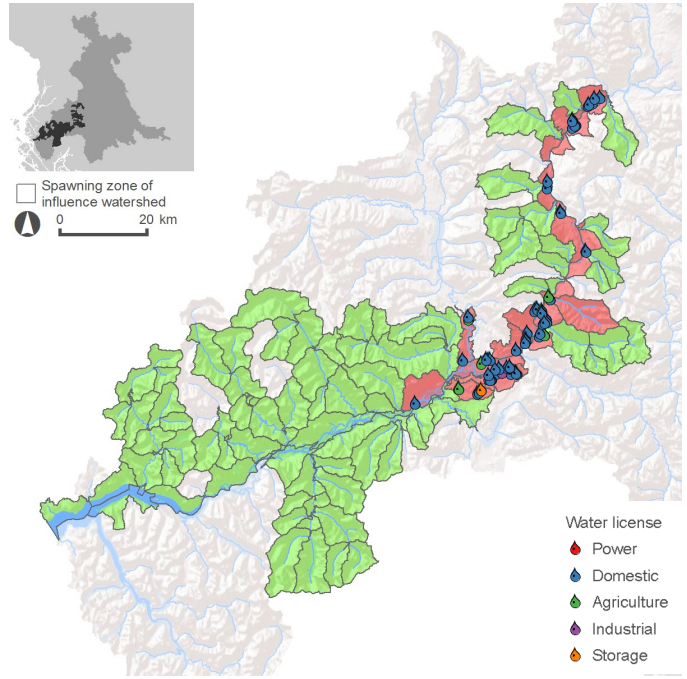 Spawning zone of
influence watershed
0 20 km
Water license
Power
Domestic
Agriculture
Industrial
Storage